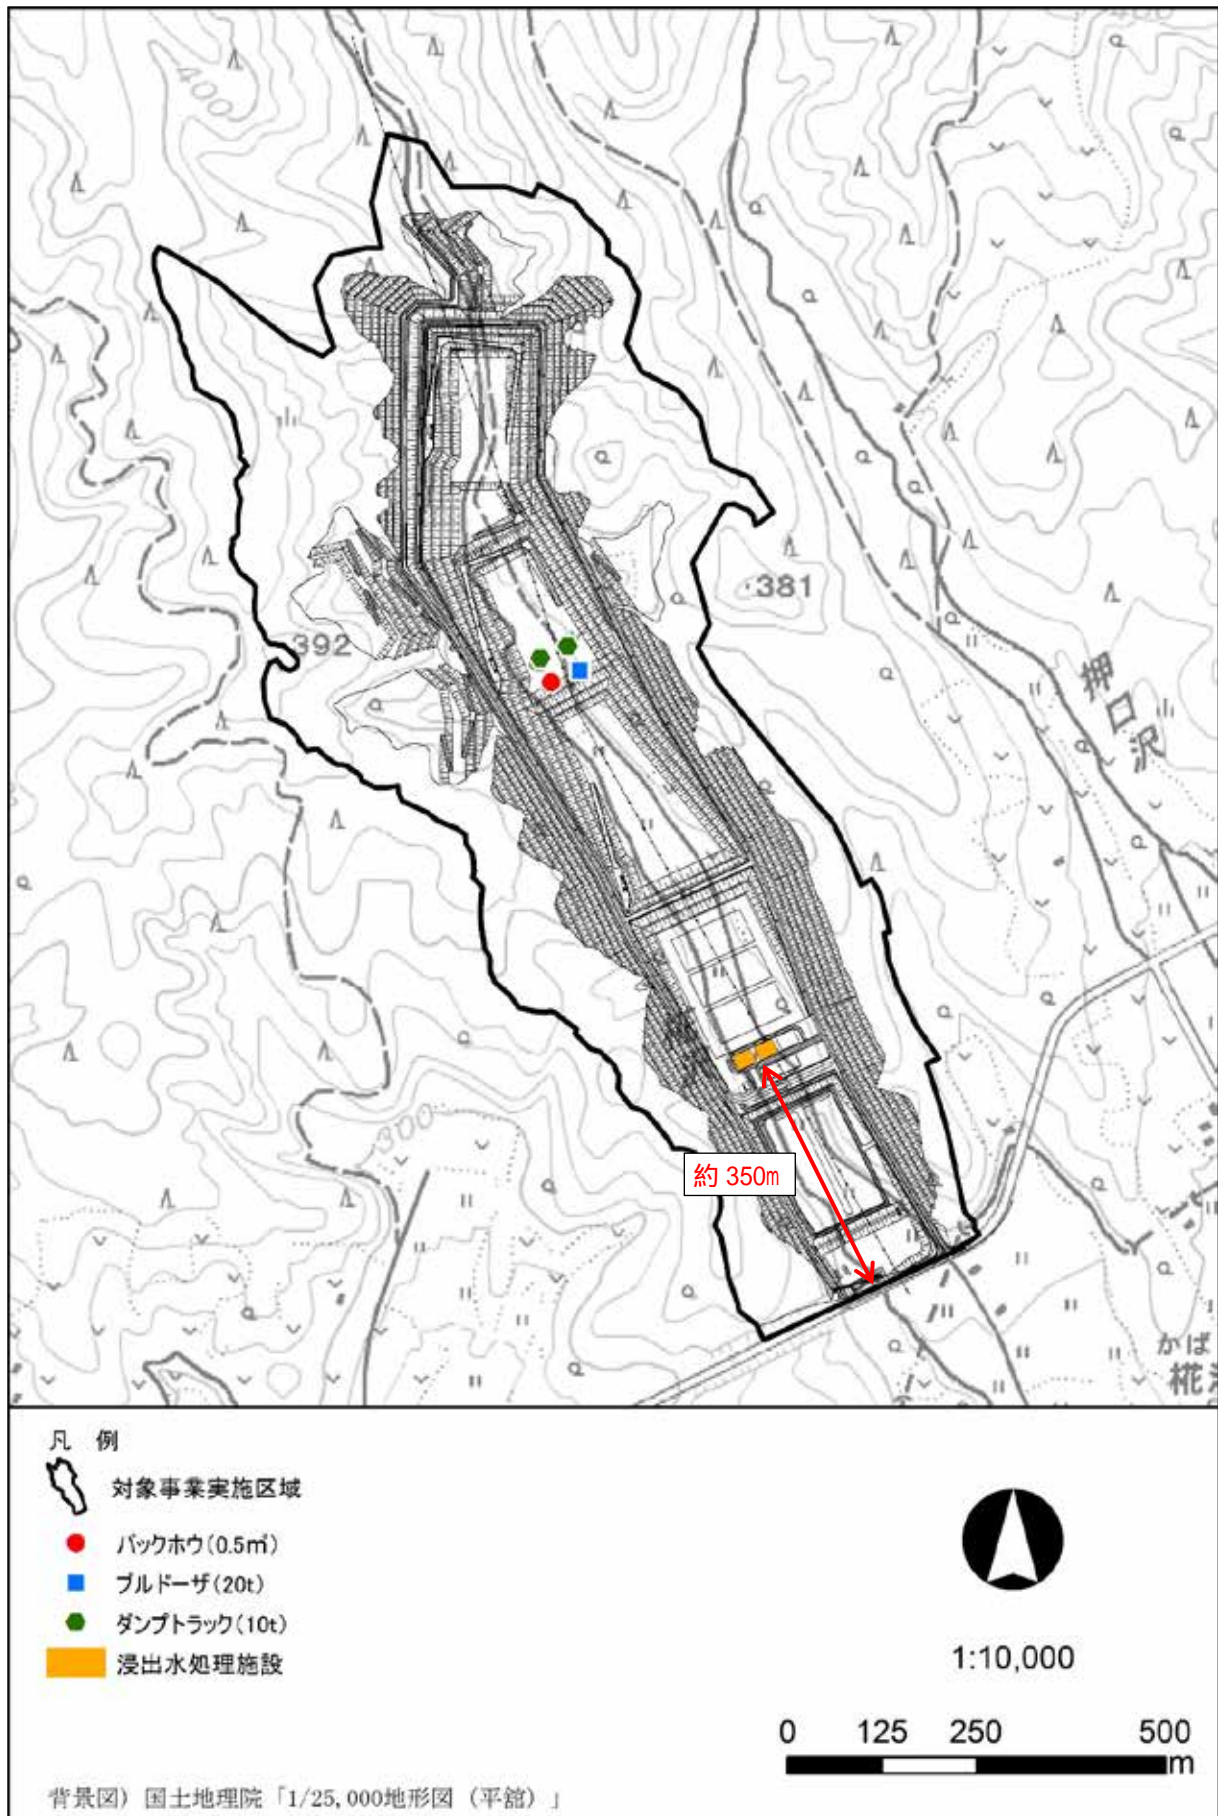 400
381
392
押口沢
300
約 350m
かば
椛
凡 例
対象事業実施区域
バックホウ(0.5㎥)
ブルドーザ(20t)
ダンプトラック(10t)
浸出水処理施設
1:10,000
0 125 250 500
m
背景図) 国土地理院「1/25,000地形図 (平舘) 」